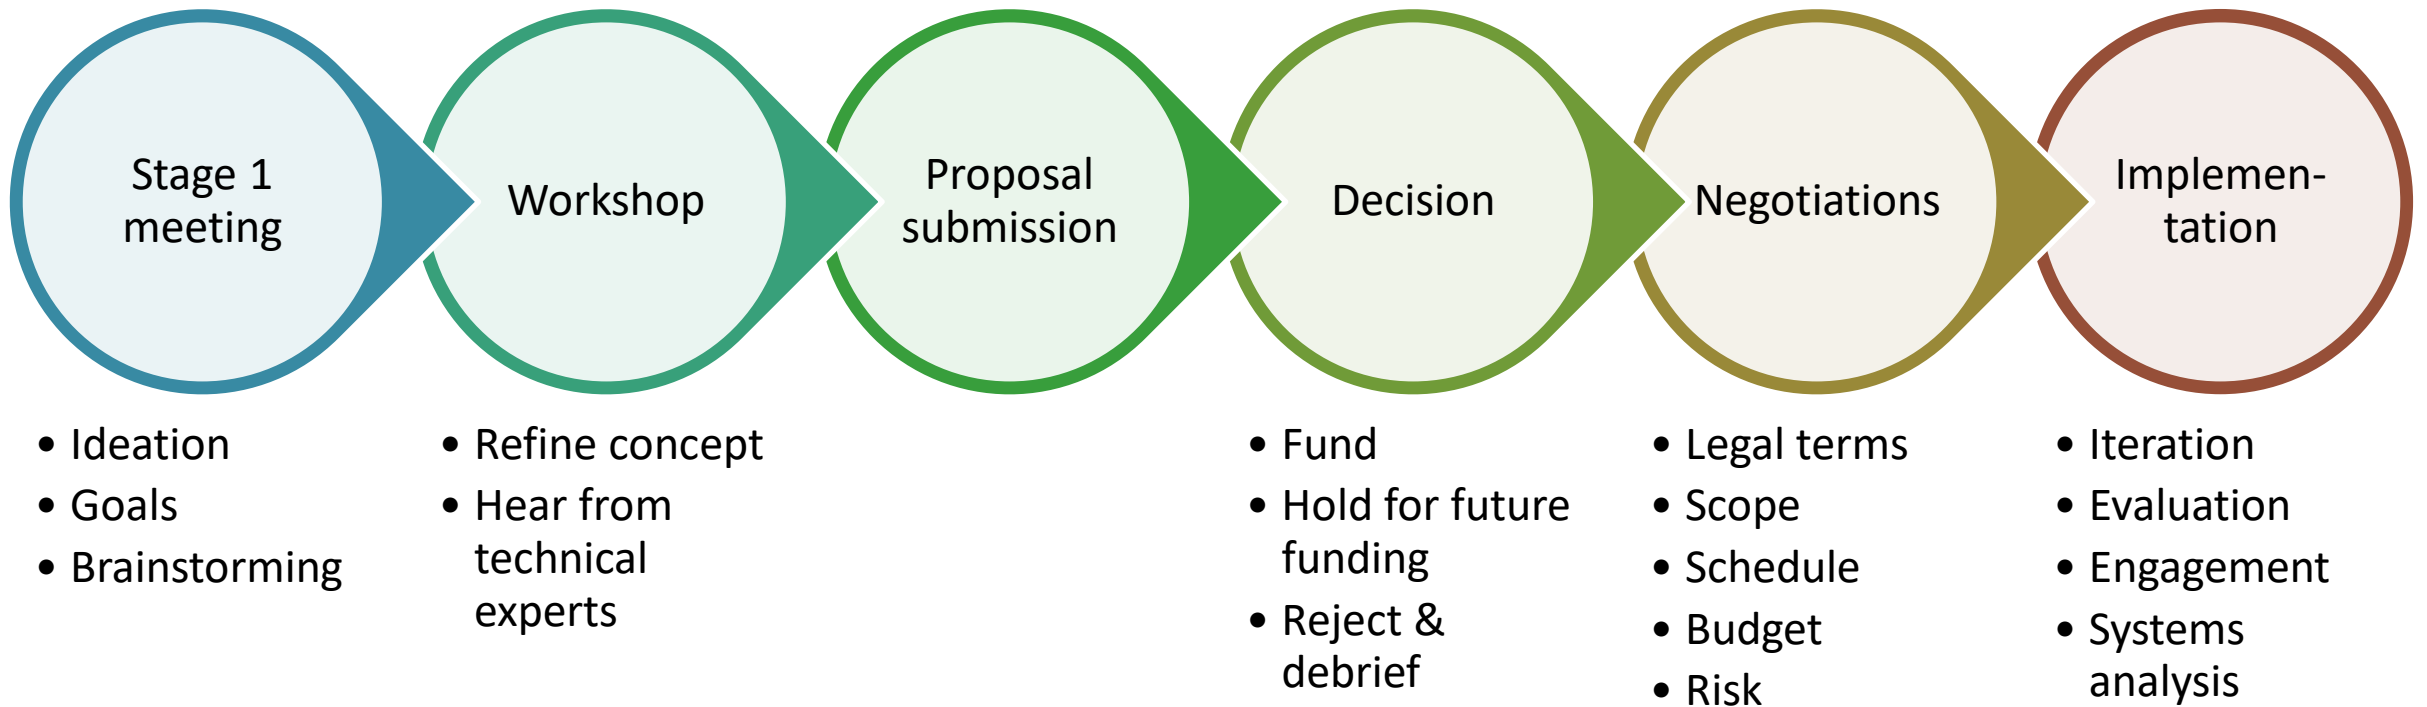 Stage 1
meeting
Workshop
Proposal
submission
Decision
Negotiations
Implemen-
tation
• Ideation
• Goals
• Brainstorming
• Refine concept
• Hear from
technical
experts
• Fund
• Hold for future
funding
• Reject &
debrief
• Legal terms
• Scope
• Schedule
• Budget
• Risk
• Iteration
• Evaluation
• Engagement
• Systems
analysis